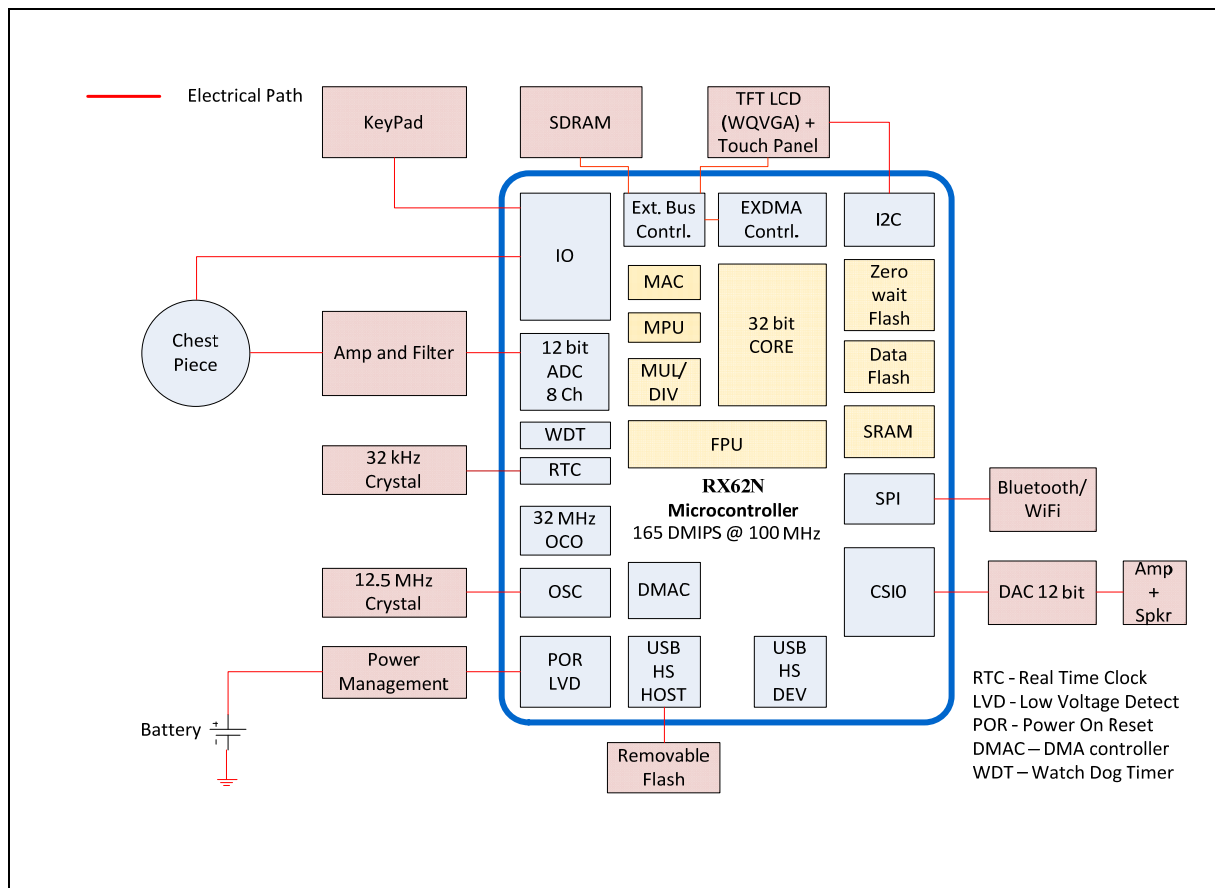 Electrical Path
KeyPad
SDRAM
TFT LCD
(WQVGA) +
Touch Panel
IO
Ext. Bus
Contrl.
EXDMA
Contrl.
I2C
MAC
MPU
MUL/
DIV
32 bit
CORE
Zero
wait
Flash
Data
Flash
SRAM
FPU
Chest
Piece
Amp and Filter
12 bit
ADC
8 Ch
WDT
32 kHz
Crystal
RTC
RX62N
Microcontroller
165 DMIPS @ 100 MHz
SPI
Bluetooth/
WiFi
32 MHz
OCO
12.5 MHz
Crystal
OSC
DMAC
CSI0
DAC 12 bit
Amp
+
Spkr
Power
Management
POR
LVD
USB
HS
HOST
USB
HS
DEV
Battery
+
-
Removable
Flash
RTC - Real Time Clock
LVD - Low Voltage Detect
POR - Power On Reset
DMAC – DMA controller
WDT – Watch Dog Timer